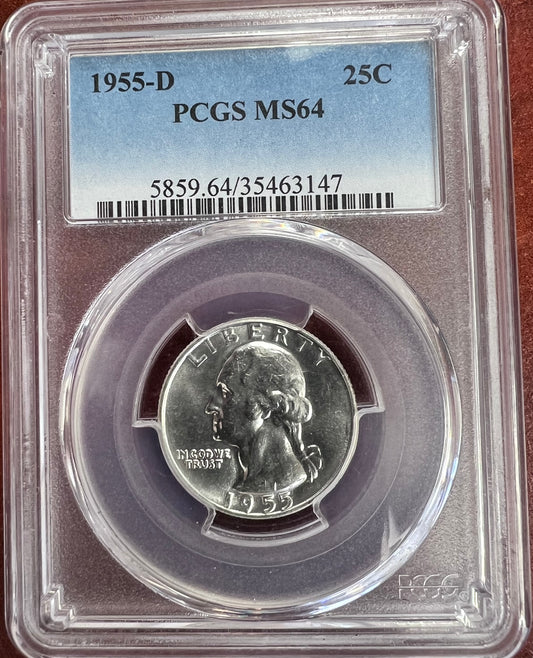 1955-D 25C
PCGS MS64
5859.64/35463147
LIBERTY
IN GOD WE
TRUST
1955
PCGS